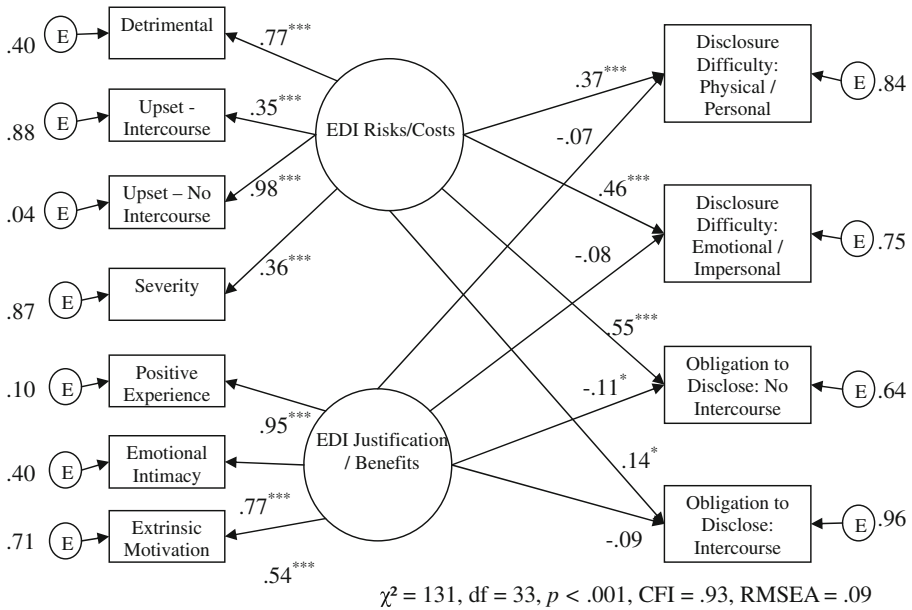 .40
E
Detrimental
.77***
.88
E
Upset -
Intercourse
.35***
.04
E
Upset – No
Intercourse
.98***
.87
E
Severity
.36***
.10
E
Positive
Experience
.95***
.40
E
Emotional
Intimacy
.77***
.71
E
Extrinsic
Motivation
.54***
EDI Risks/Costs
EDI Justification
/ Benefits
.37***
-.07
.46***
-.08
.55***
-.11*
.14*
-.09
Disclosure
Difficulty:
Physical /
Personal
E
.84
Disclosure
Difficulty:
Emotional /
Impersonal
E
.75
Obligation to
Disclose: No
Intercourse
E
.64
Obligation to
Disclose:
Intercourse
E
.96
χ² = 131, df = 33, p < .001, CFI = .93, RMSEA = .09